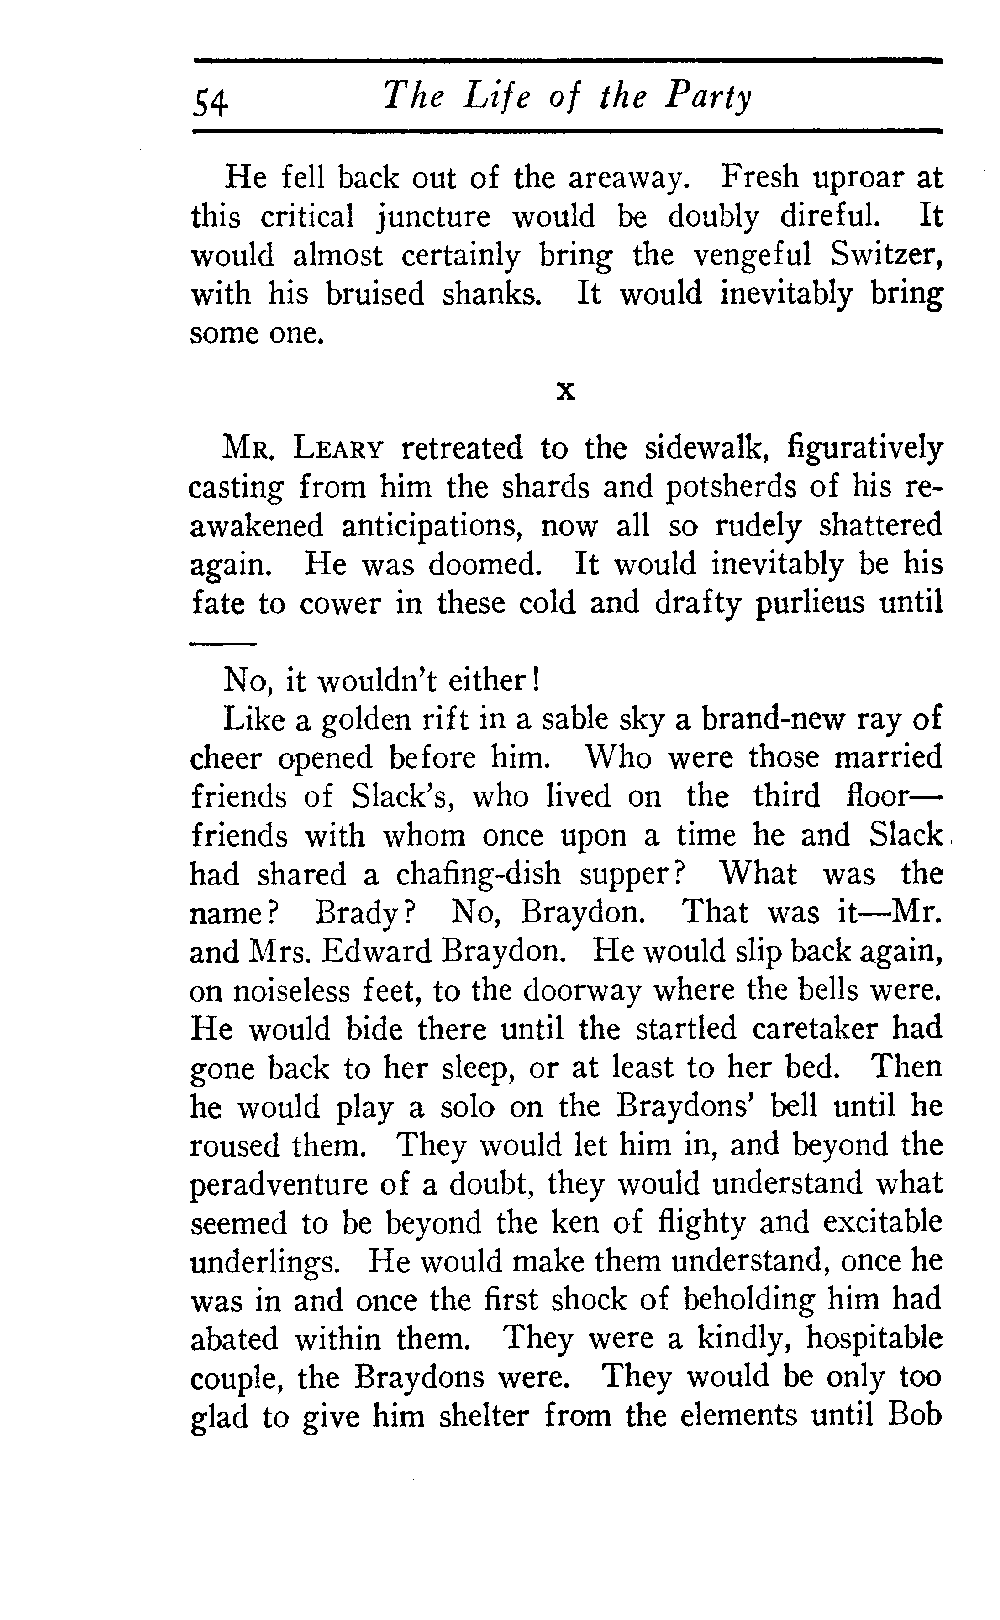 54 The Life of the Party
He fell back out of the areaway. Fresh uproar at
this critical juncture would be doubly direful. It
would almost certainly bring the vengeful Switzer,
with his bruised shanks. It would inevitably bring
some one.
X
MR. LEARY retreated to the sidewalk, figuratively
casting from him the shards and potsherds of his re-
awakened anticipations, now all so rudely shattered
again. He was doomed. It would inevitably be his
fate to cower in these cold and drafty purlieus until
——
No, it wouldn't either!
Like a golden rift in a sable sky a brand-new ray of
cheer opened before him. Who were those married
friends of Slack's, who lived on the third floor—
friends with whom once upon a time he and Slack
had shared a chafing-dish supper? What was the
name? Brady? No, Braydon. That was it—Mr.
and Mrs. Edward Braydon. He would slip back again,
on noiseless feet, to the doorway where the bells were.
He would bide there until the startled caretaker had
gone back to her sleep, or at least to her bed. Then
he would play a solo on the Braydons' bell until he
roused them. They would let him in, and beyond the
peradventure of a doubt, they would understand what
seemed to be beyond the ken of flighty and excitable
underlings. He would make them understand, once he
was in and once the first shock of beholding him had
abated within them. They were a kindly, hospitable
couple, the Braydons were. They would be only too
glad to give him shelter from the elements until Bob